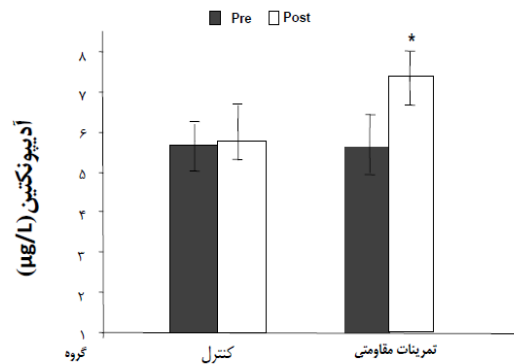 Pre Post
*
۸
۷
۶
۵
۴
۳
۲
۱
آدیپونکتین (µg/L)
گروه
کنترل
تمرینات مقاومتی